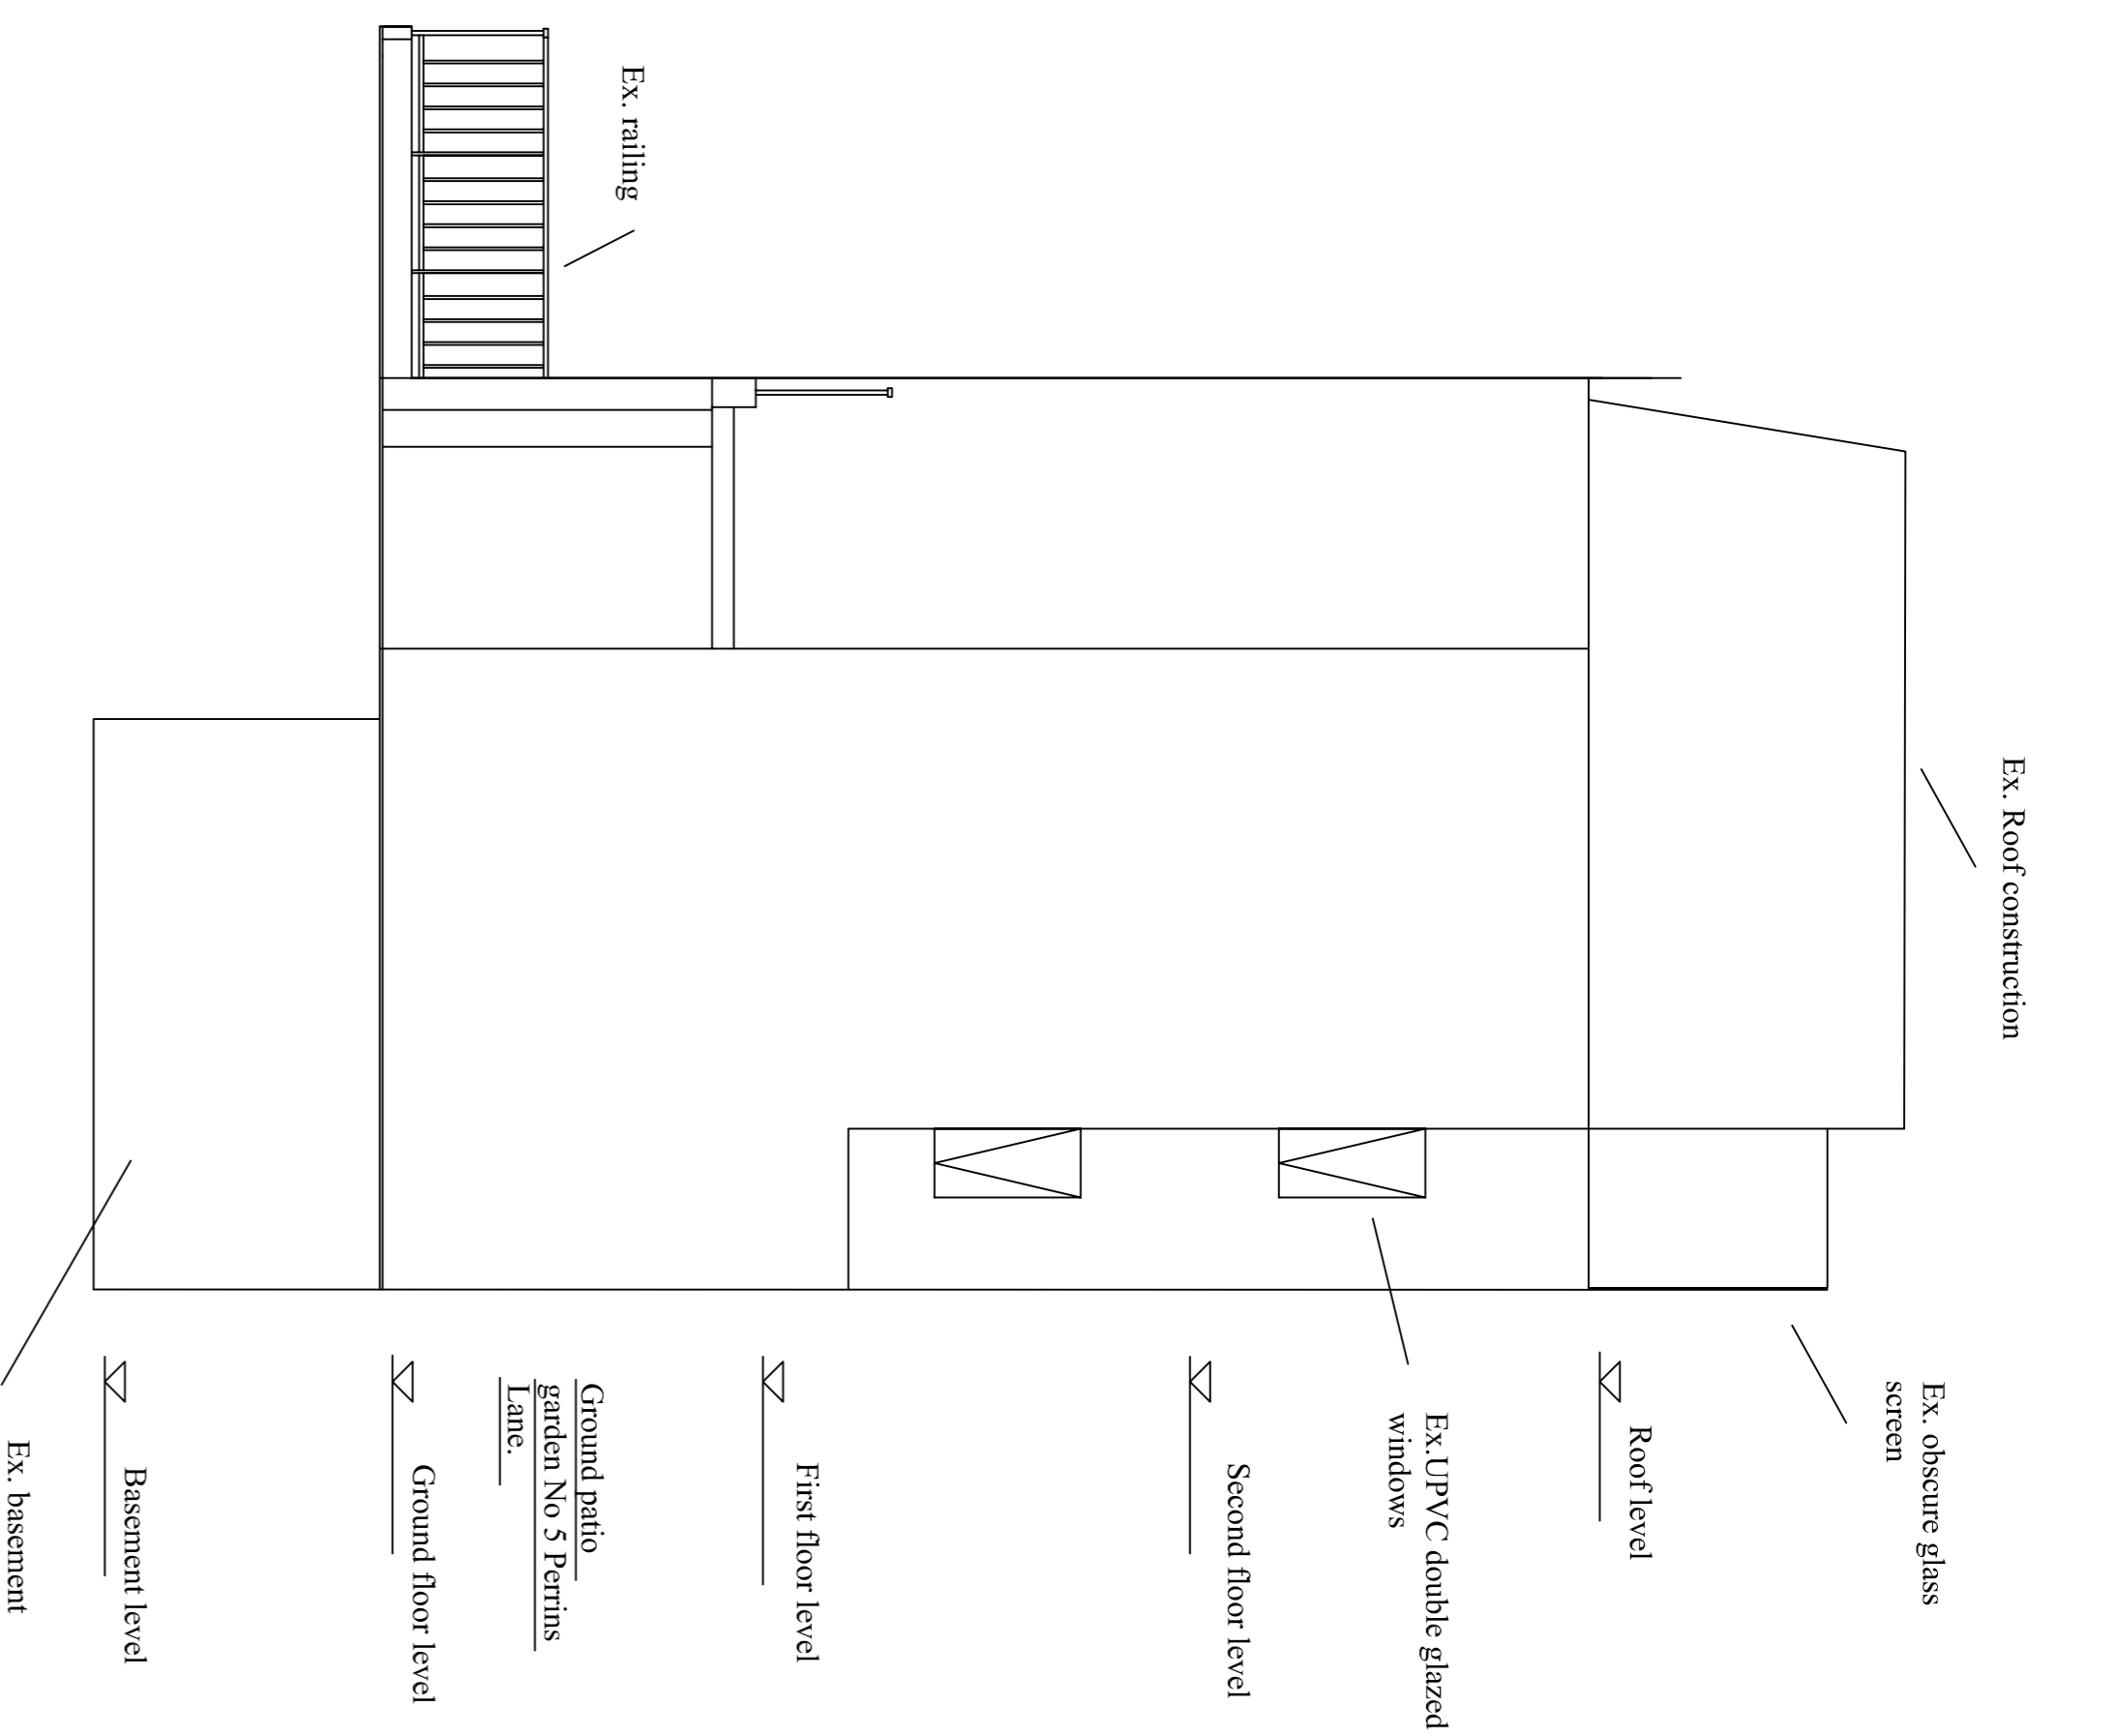 Ex. Roof construction
Ex. obscure glass
screen
Roof level
Ex.UPVC double glazed
windows
Second floor level
First floor level
Ex. railing
Ground patio
garden No 5 Perrins
Lane.
Ground floor level
Basement level
Ex. basement